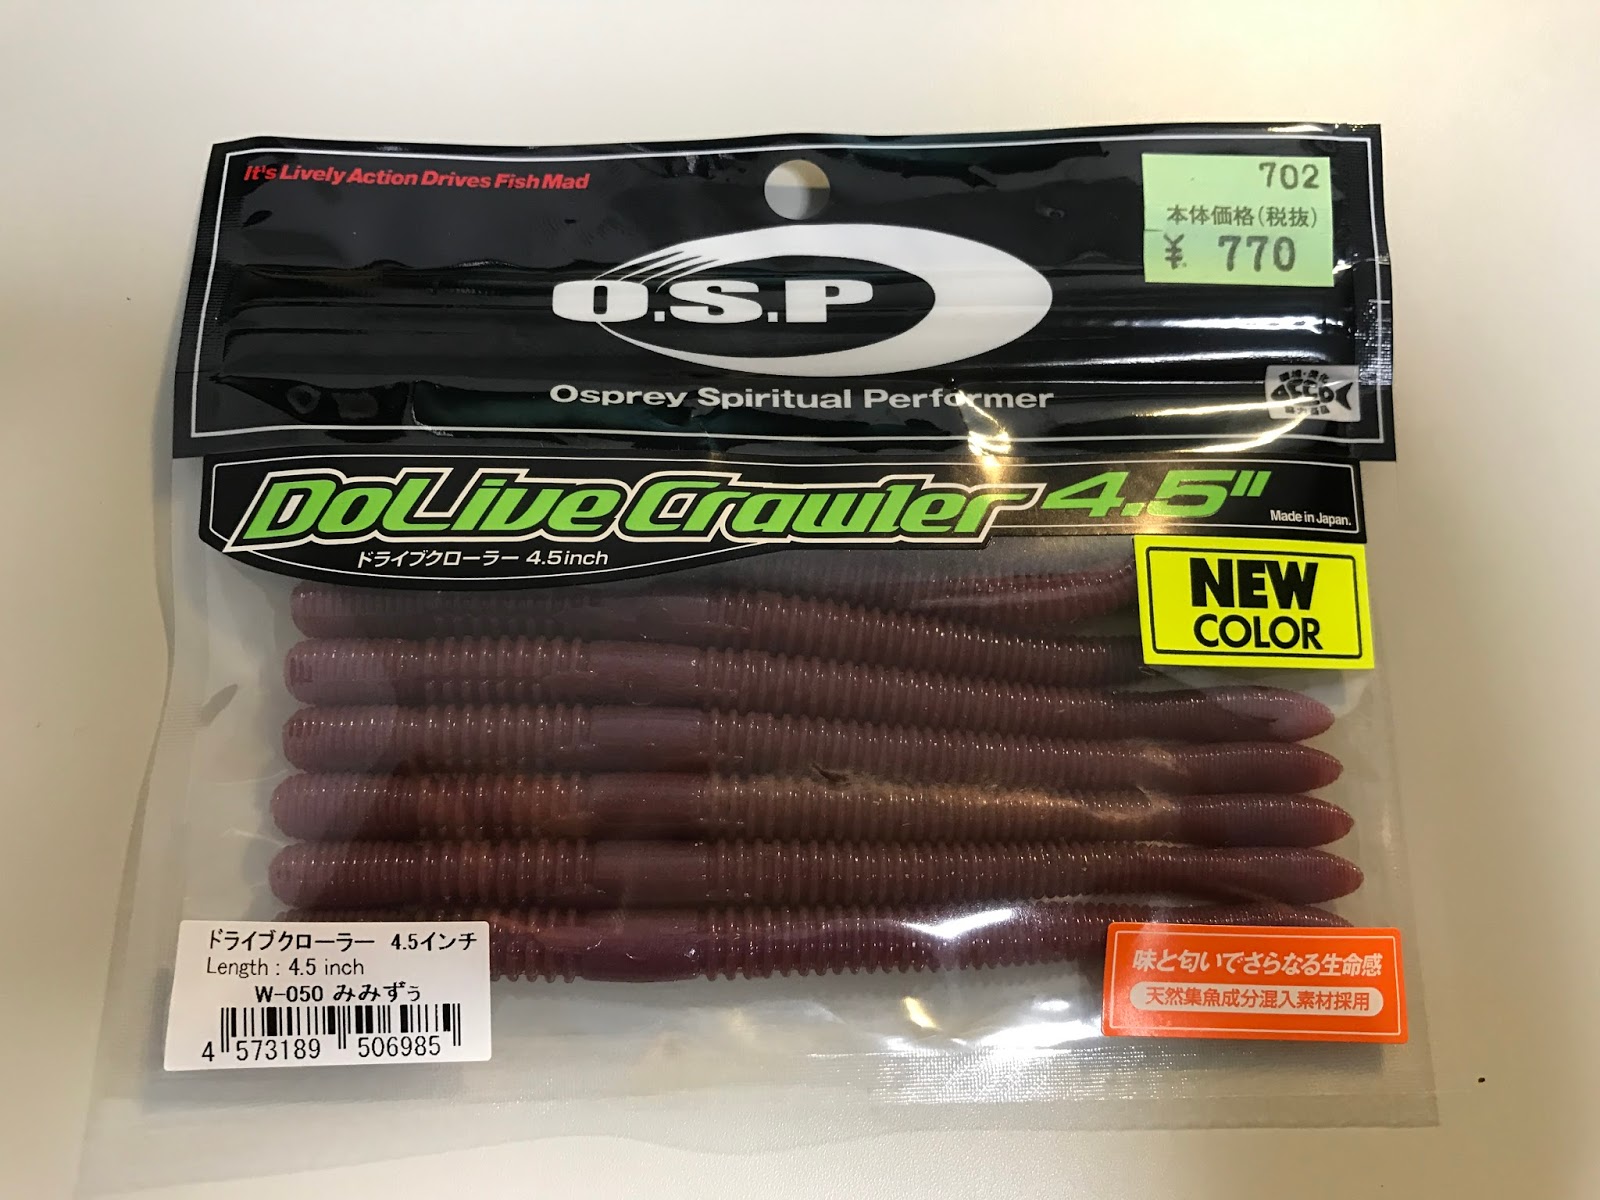 It's Lively Action Drives Fish Mad
702
本体価格(税抜)
¥ 770
O.S.P
Osprey Spiritual Performer
DoLive Crawler 4.5"
Made in Japan.
ドライブクローラー 4.5inch
NEW
COLOR
ドライブクローラー 4.5インチ
Length : 4.5 inch
W-050 みみずぅ
4 573189 506985
味と匂いでさらなる生命感
天然集魚成分混入素材採用